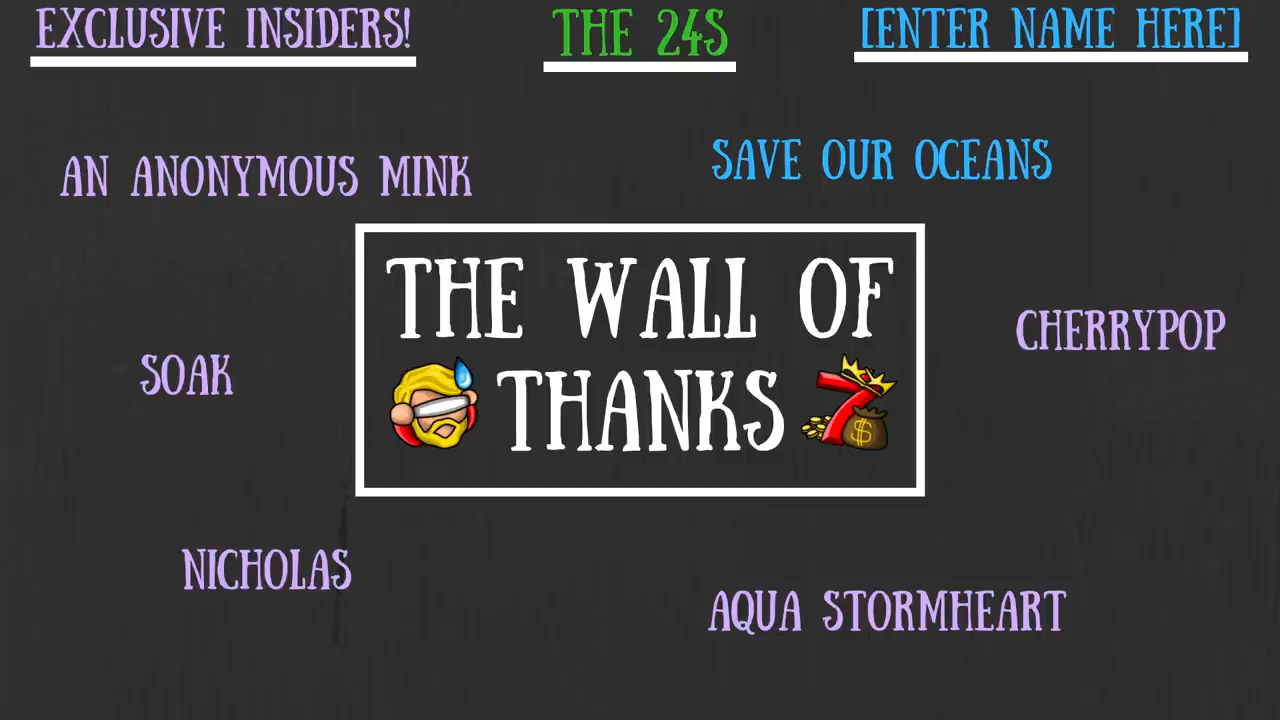 EXCLUSIVE INSIDERS!
THE 24S
[ENTER NAME HERE]
AN ANONYMOUS MINK
SAVE OUR OCEANS
THE WALL OF
THANKS
7
$
CHERRYPOP
SOAK
NICHOLAS
AQUA STORMHEART